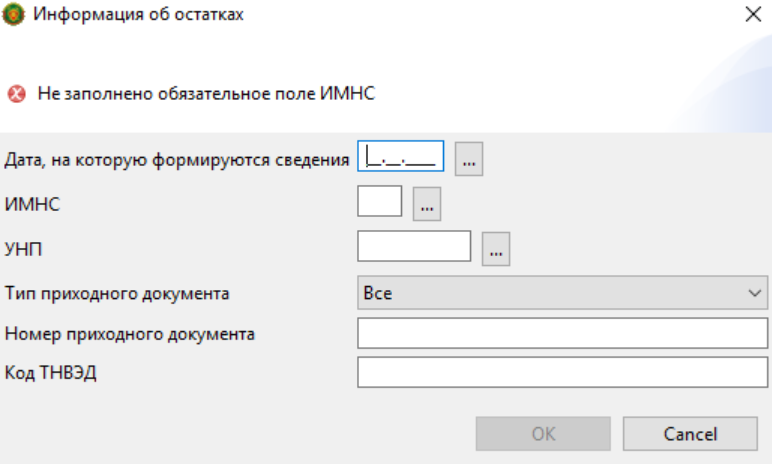 Информация об остатках
Не заполнено обязательное поле ИМНС
Дата, на которую формируются сведения __.__.____ ...
ИМНС ...
УНП ...
Тип приходного документа Все
Номер приходного документа
Код ТНВЭД
OK Cancel